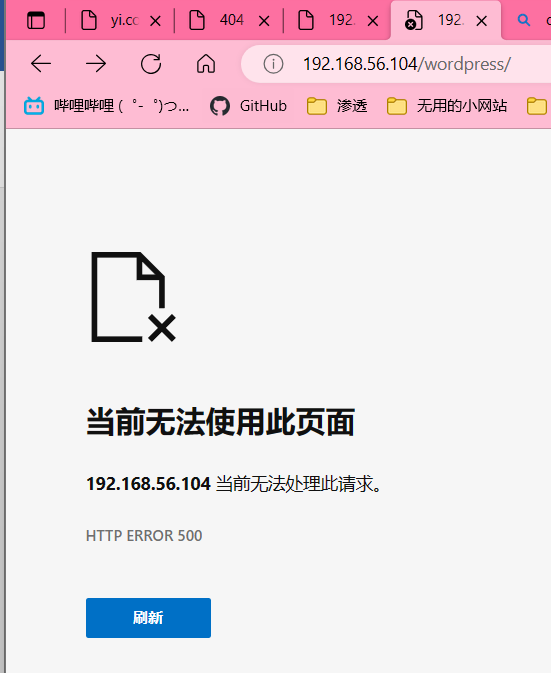 yi.cc
404
192.
192.
192.168.56.104/wordpress/
哔哩哔哩 (゜-゜)つ...
GitHub
渗透
无用的小网站
当前无法使用此页面
192.168.56.104 当前无法处理此请求。
HTTP ERROR 500
刷新